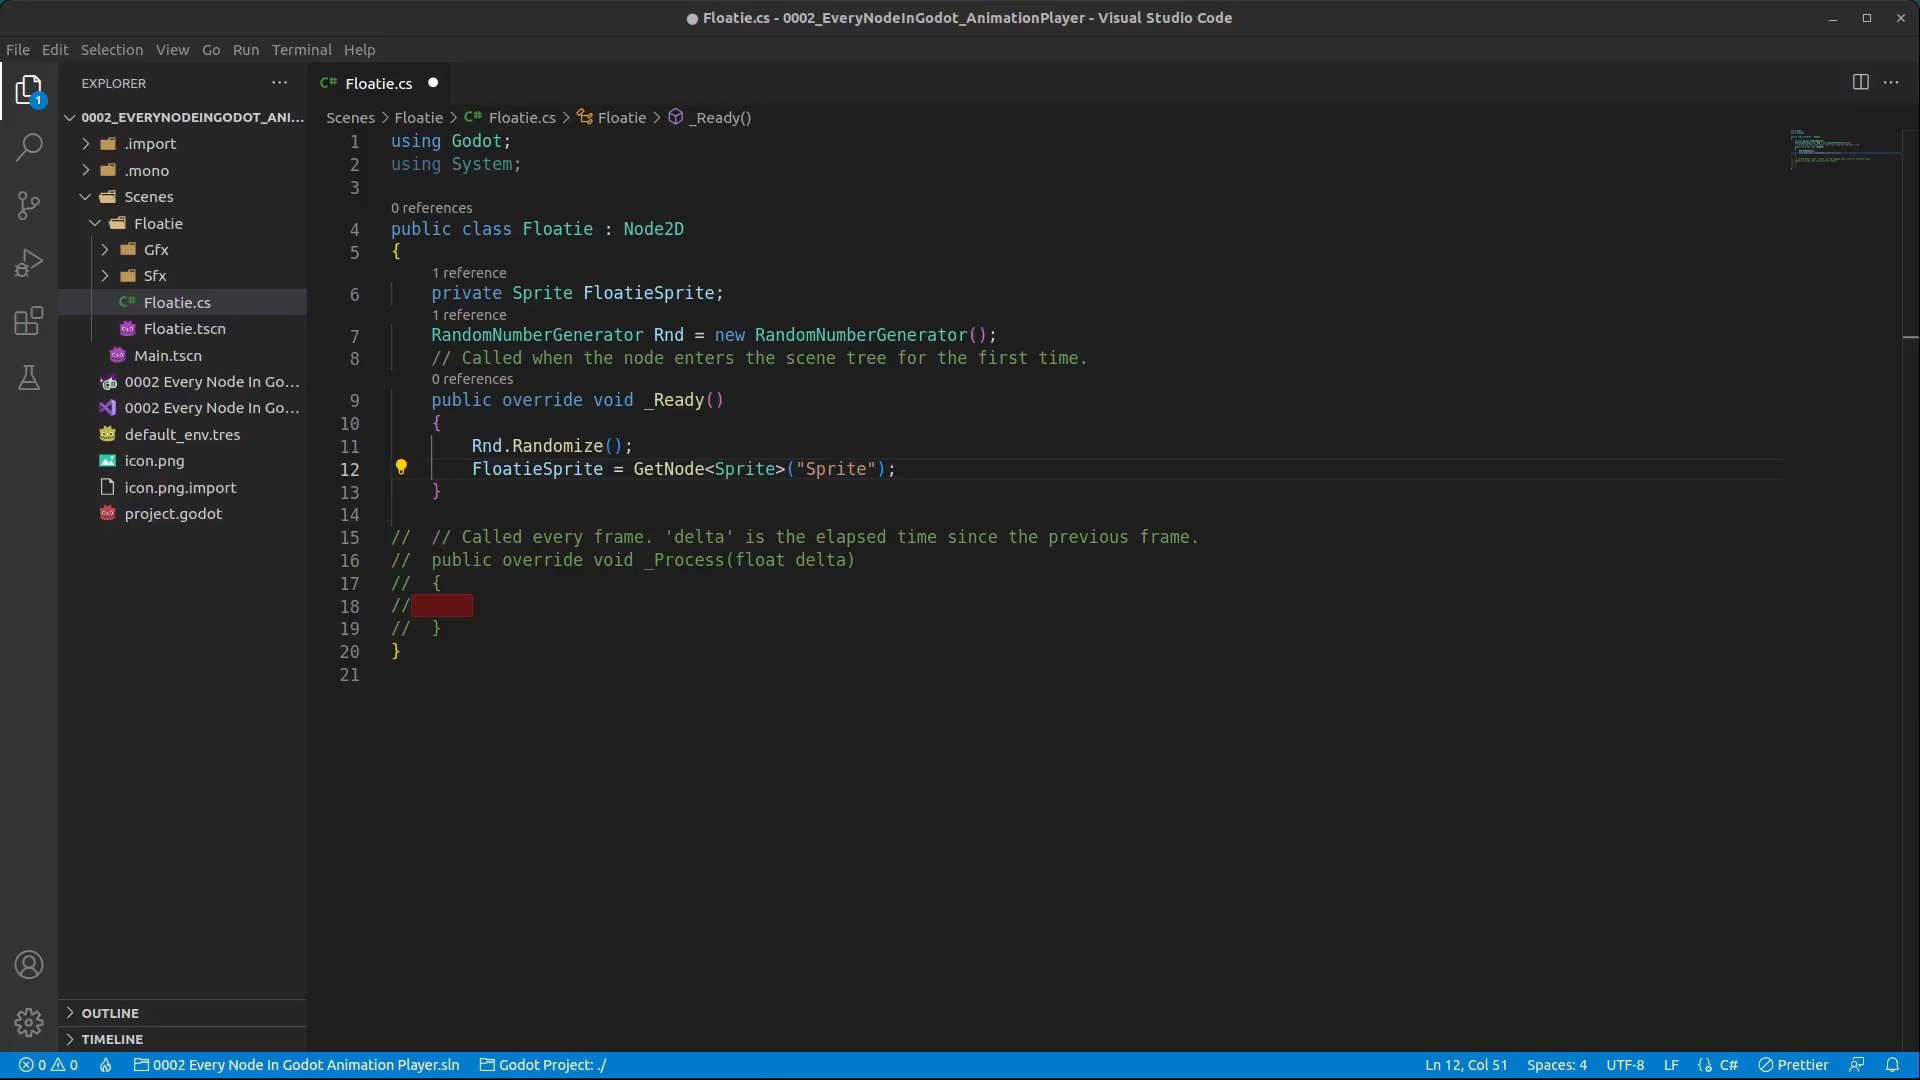 Floatie.cs - 0002_EveryNodeInGodot_AnimationPlayer - Visual Studio Code
File Edit Selection View Go Run Terminal Help
1
EXPLORER
0002_EVERYNODEINGODOT_ANI...
.import
.mono
Scenes
Floatie
Gfx
Sfx
C# Floatie.cs
Floatie.tscn
Main.tscn
0002 Every Node In Go...
0002 Every Node In Go...
default_env.tres
icon.png
icon.png.import
project.godot
OUTLINE
TIMELINE
C# Floatie.cs
Scenes > Floatie > C# Floatie.cs > Floatie > _Ready()
1 using Godot;
2 using System;
3
0 references
4 public class Floatie : Node2D
5 {
1 reference
6 private Sprite FloatieSprite;
1 reference
7 RandomNumberGenerator Rnd = new RandomNumberGenerator();
8 // Called when the node enters the scene tree for the first time.
0 references
9 public override void _Ready()
10 {
11 Rnd.Randomize();
12 FloatieSprite = GetNode<Sprite>("Sprite");
13 }
14
15 // // Called every frame. 'delta' is the elapsed time since the previous frame.
16 // public override void _Process(float delta)
17 // {
18 //
19 // }
20 }
21
0 0 0002 Every Node In Godot Animation Player.sln Godot Project: ./ Ln 12, Col 51 Spaces: 4 UTF-8 LF {} C# Prettier